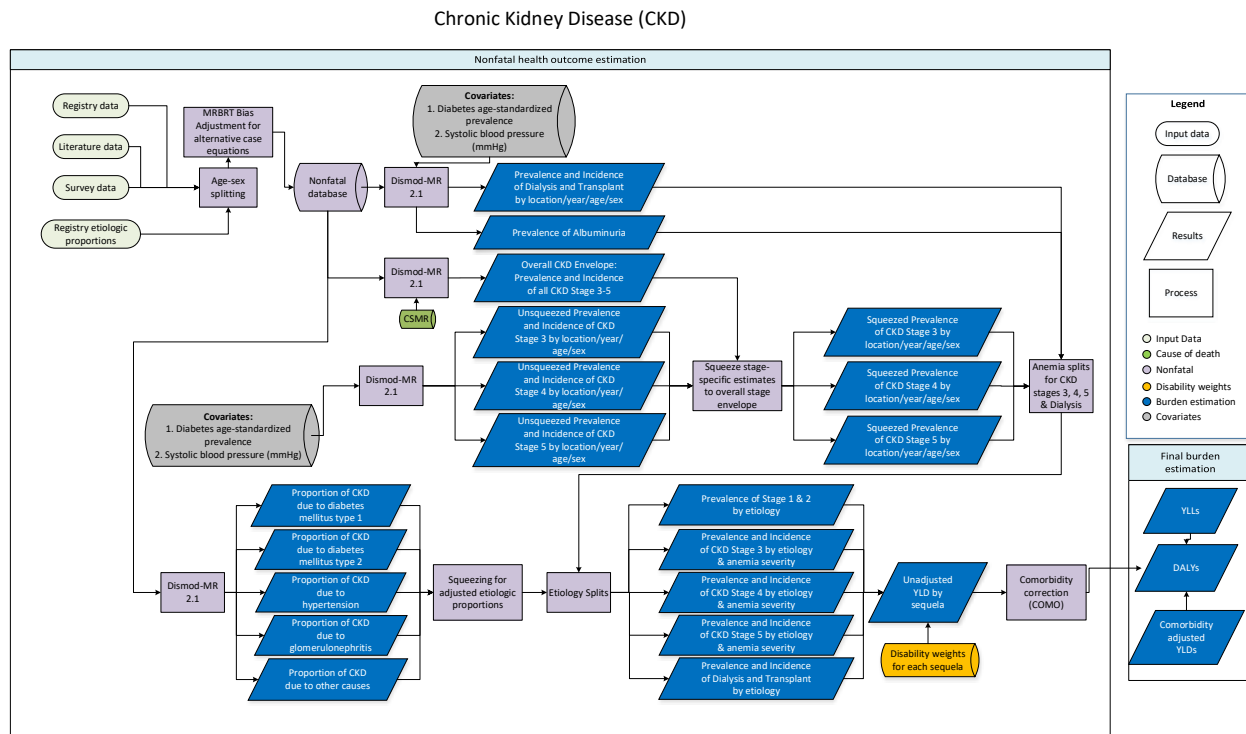 Chronic Kidney Disease (CKD)
Nonfatal health outcome estimation
Registry data
Literature data
Survey data
Registry etiologic
proportions
MRBRT Bias
Adjustment for
alternative case
equations
Age-sex
splitting
Nonfatal
database
Covariates:
1. Diabetes age-standardized
prevalence
2. Systolic blood pressure
(mmHg)
Dismod-MR
2.1
Prevalence and
Incidence of Dialysis and Transplant
by location/year/age/sex
Prevalence of Albuminuria
Dismod-MR
2.1
CSMR
Overall CKD Envelope:
Prevalence and Incidence
of all CKD Stage 3-5
Covariates:
1. Diabetes age-standardized
prevalence
2. Systolic blood pressure (mmHg)
Dismod-MR
2.1
Unsqueezed Prevalence
and Incidence of CKD
Stage 3 by location/year/
age/sex
Unsqueezed Prevalence
and Incidence of CKD
Stage 4 by location/year/
age/sex
Unsqueezed Prevalence
and Incidence of CKD
Stage 5 by location/year/
age/sex
Squeeze stage-
specific estimates
to overall stage
envelope
Squeezed Prevalence
of CKD Stage 3 by
location/year/age/sex
Squeezed Prevalence
of CKD Stage 4 by
location/year/age/sex
Squeezed Prevalence
of CKD Stage 5 by
location/year/age/sex
Anemia splits
for CKD
stages 3, 4, 5
& Dialysis
Dismod-MR
2.1
Proportion of CKD
due to diabetes
mellitus type 1
Proportion of CKD
due to diabetes
mellitus type 2
Proportion of CKD
due to
hypertension
Proportion of CKD
due to
glomerulonephritis
Proportion of CKD
due to other causes
Squeezing for
adjusted etiologic
proportions
Etiology Splits
Prevalence of Stage 1 & 2
by etiology
Prevalence and Incidence
of CKD Stage 3 by etiology
& anemia severity
Prevalence and Incidence
of CKD Stage 4 by etiology
& anemia severity
Prevalence and Incidence
of CKD Stage 5 by etiology
& anemia severity
Prevalence and Incidence
of Dialysis and Transplant
by etiology
Unadjusted
YLD by
sequela
Disability weights
for each sequela
Comorbidity
correction
(COMO)
Legend
Input data
Database
Results
Process
Input Data
Cause of death
Nonfatal
Disability weights
Burden estimation
Covariates
Final burden
estimation
YLLs
DALYs
Comorbidity
adjusted
YLDs